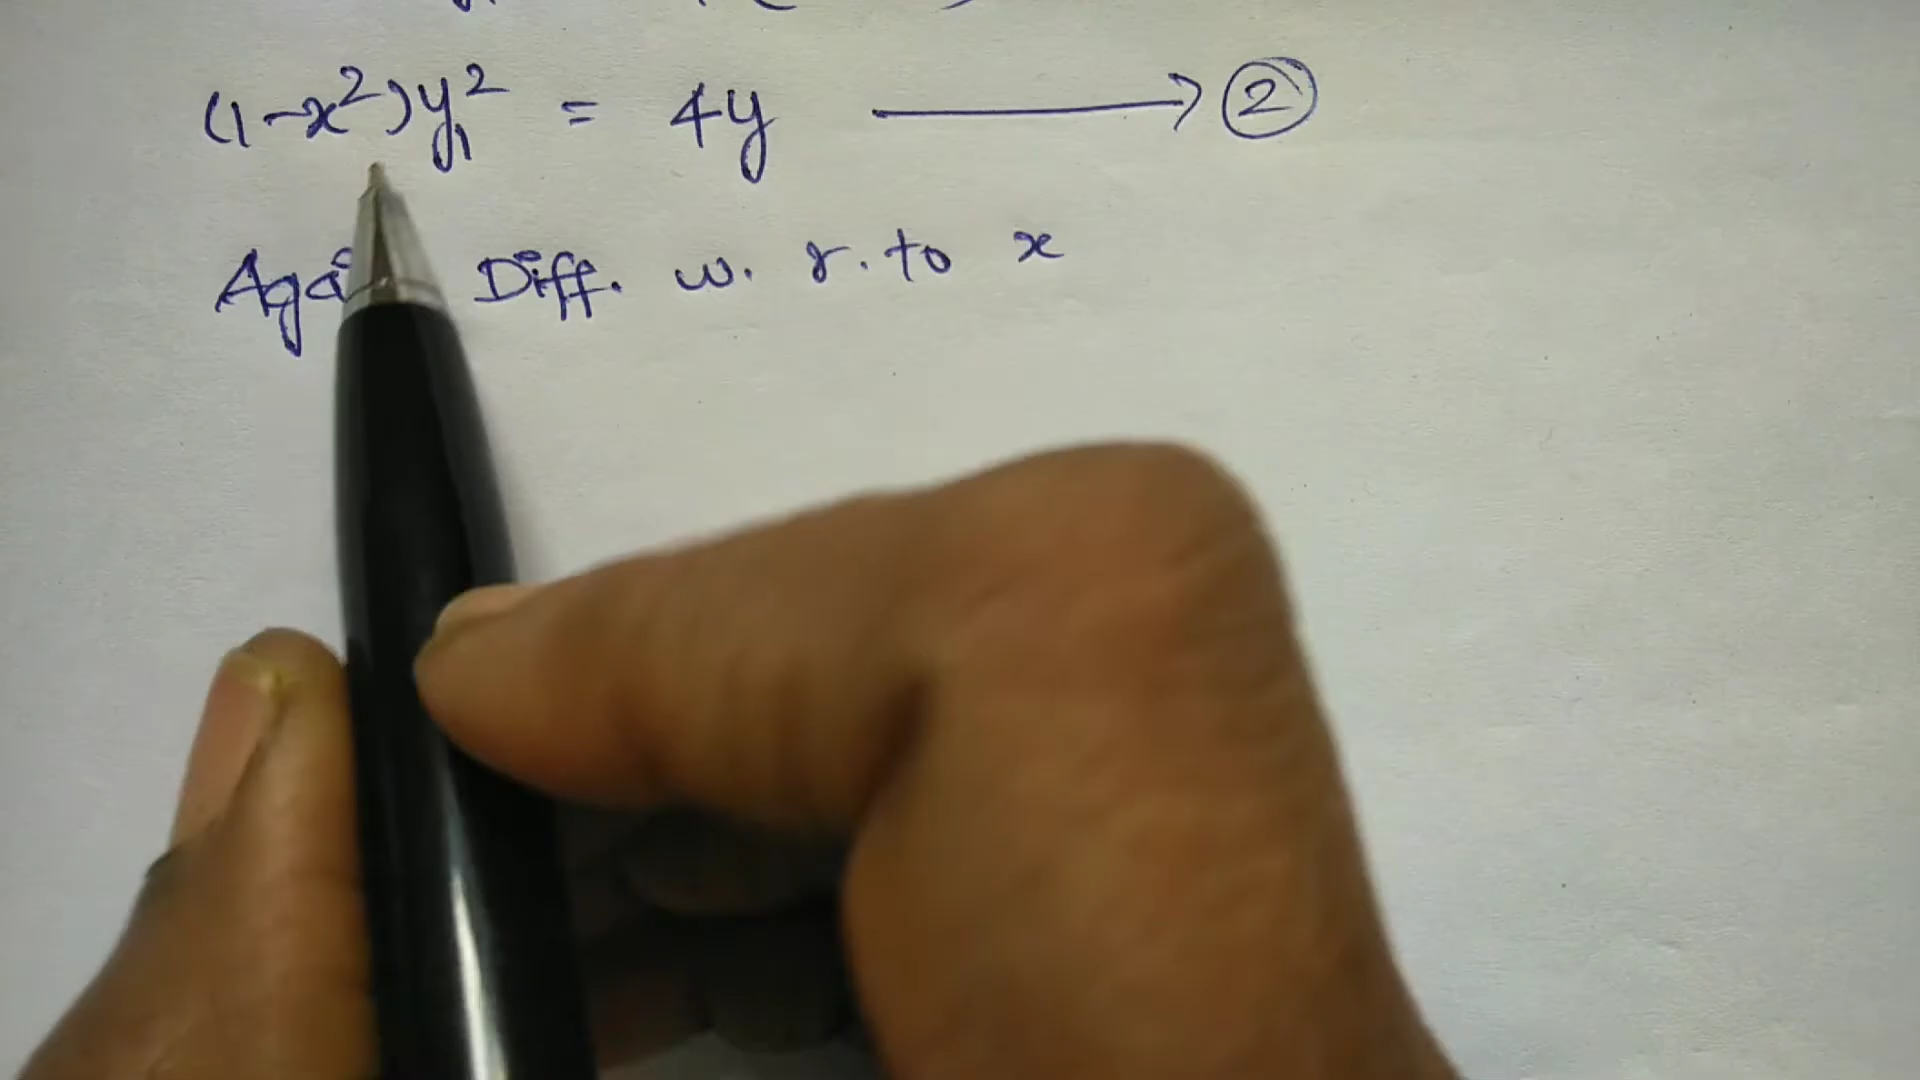 (1-x²)y₁² = 4y ⟶ ②
Diff. w. r. to x